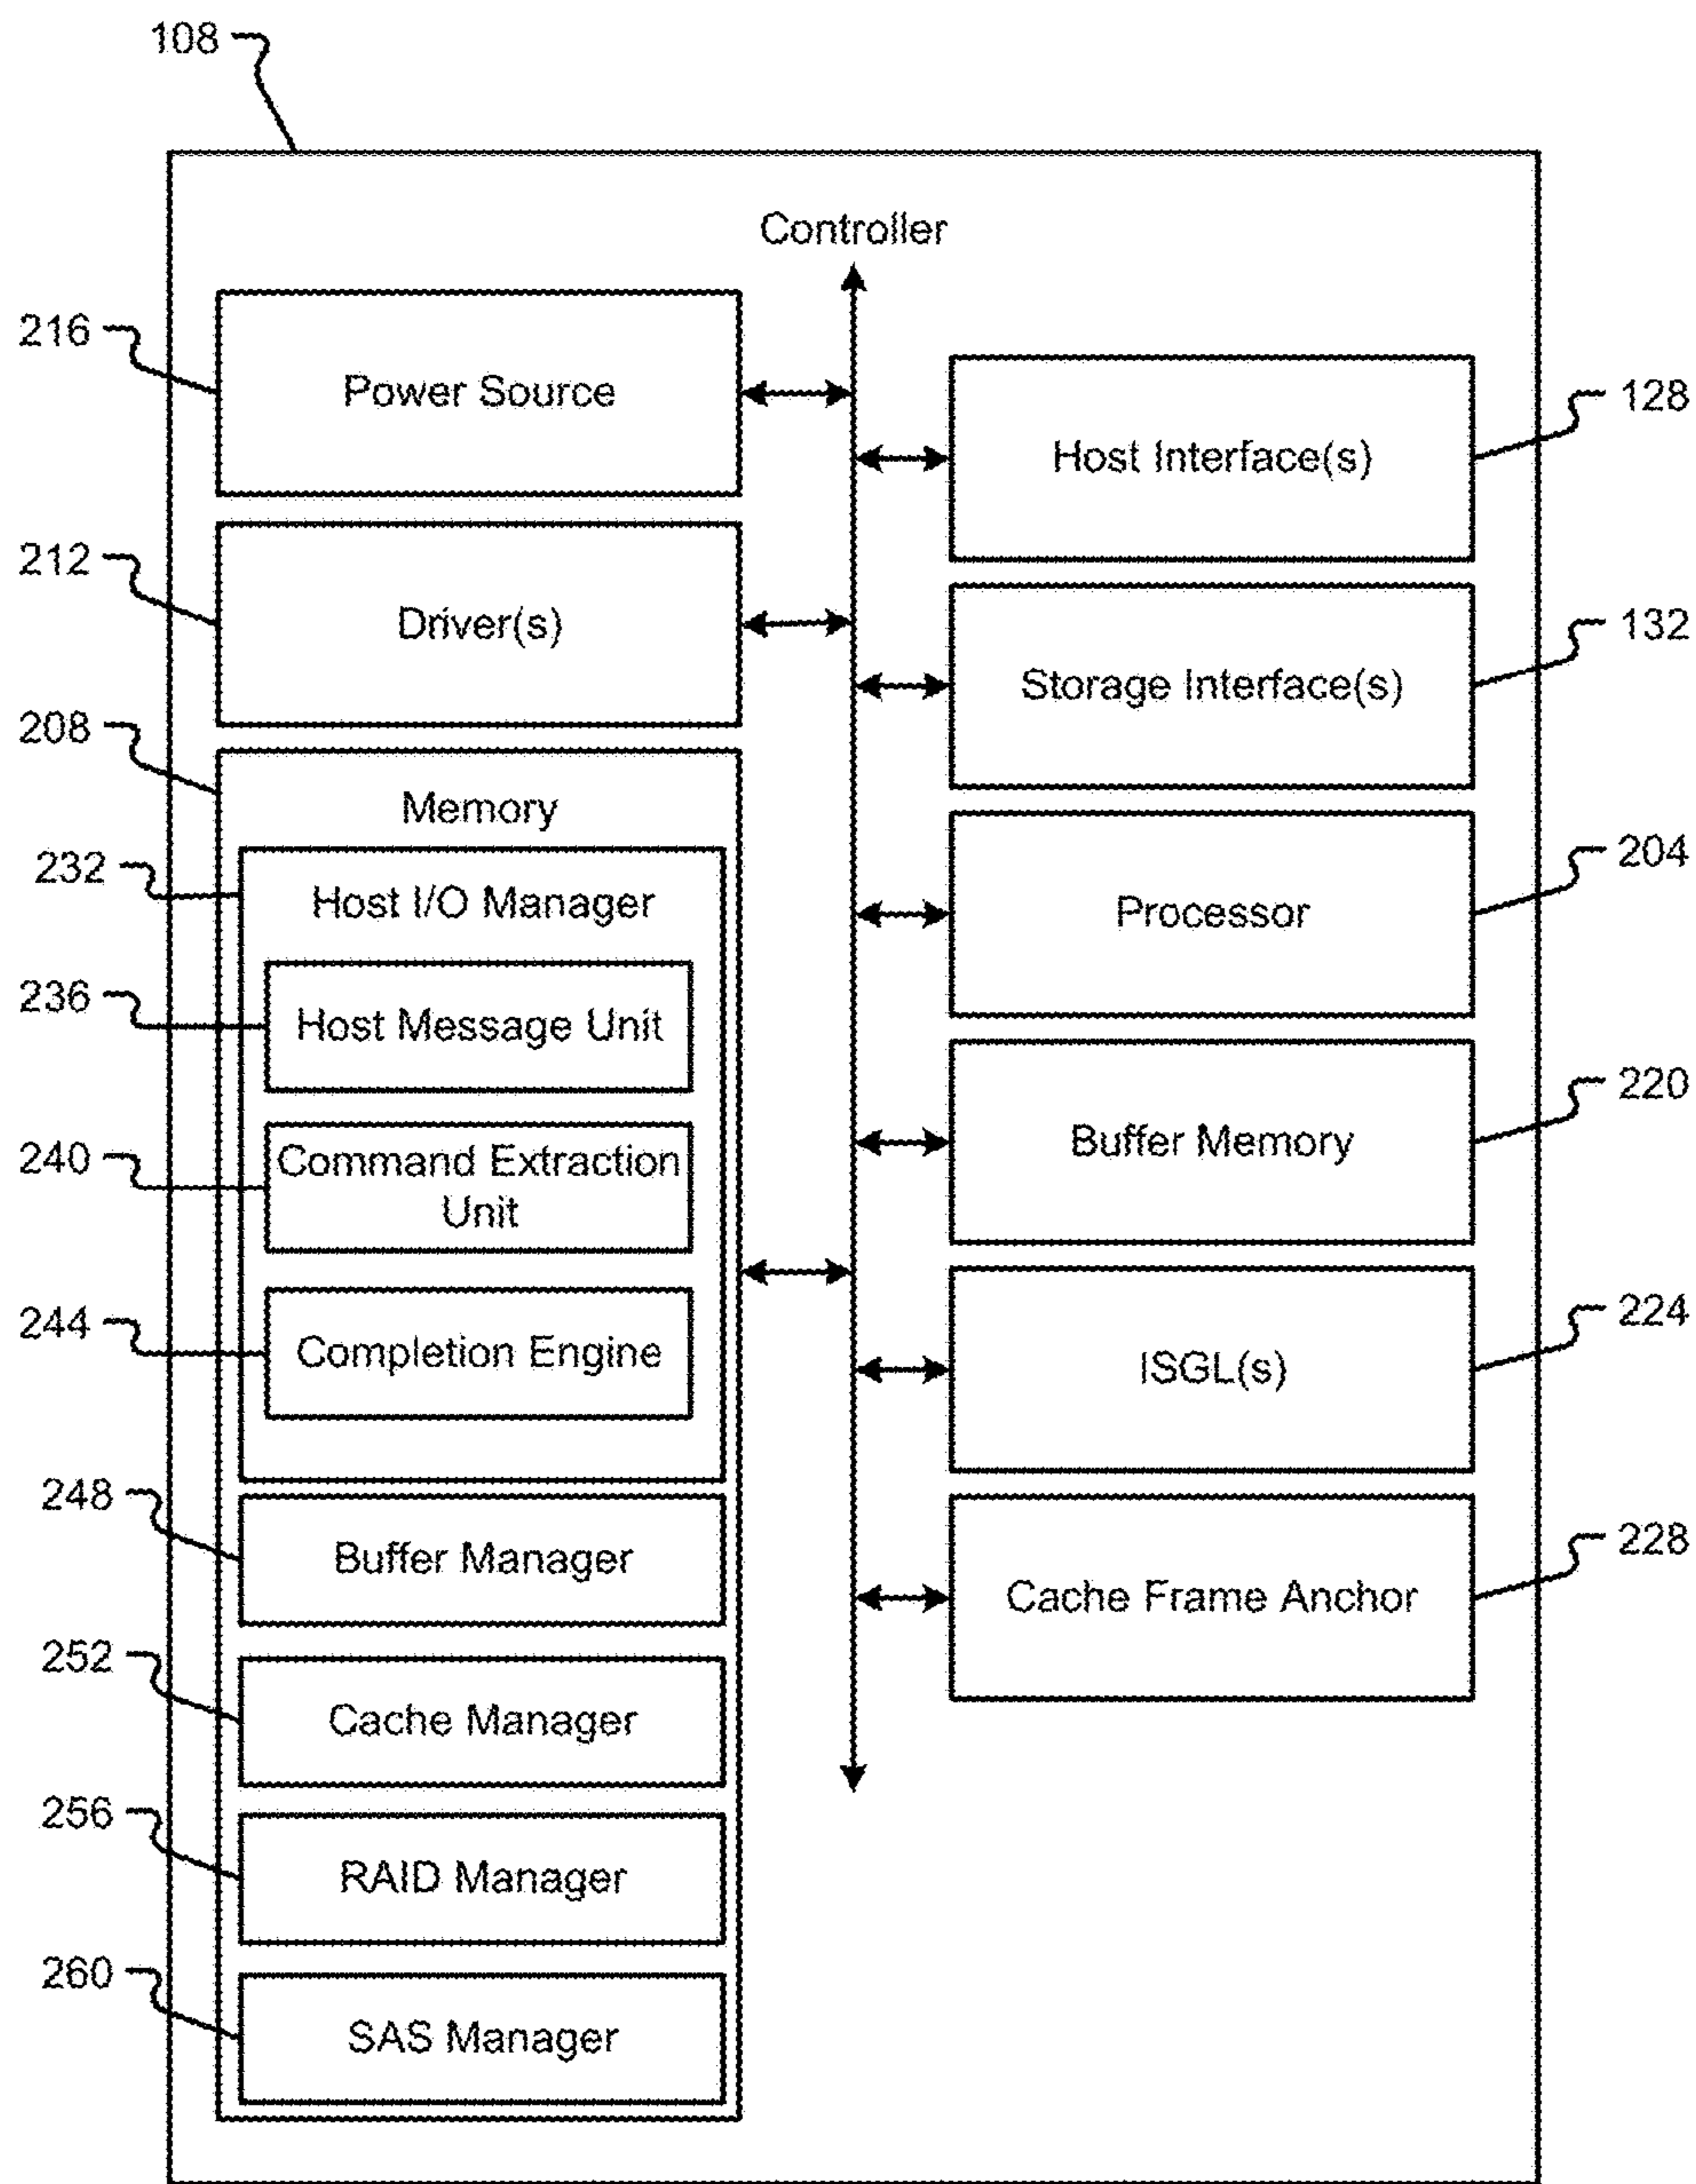 108
Controller
216
Power Source
128
Host Interface(s)
212
Driver(s)
132
Storage Interface(s)
208
Memory
232
Host I/O Manager
204
Processor
236
Host Message Unit
220
Buffer Memory
240
Command Extraction
Unit
244
Completion Engine
224
ISGL(s)
248
Buffer Manager
228
Cache Frame Anchor
252
Cache Manager
256
RAID Manager
260
SAS Manager